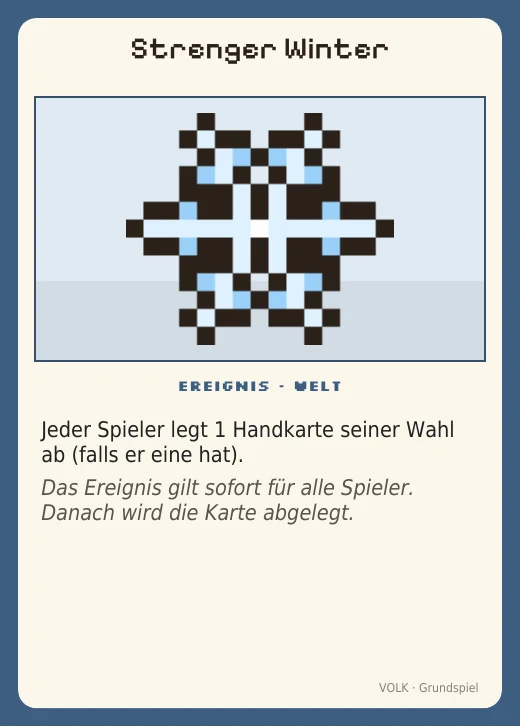 Strenger Winter
EREIGNIS · WELT
Jeder Spieler legt 1 Handkarte seiner Wahl
ab (falls er eine hat).
Das Ereignis gilt sofort für alle Spieler.
Danach wird die Karte abgelegt.
VOLK · Grundspiel